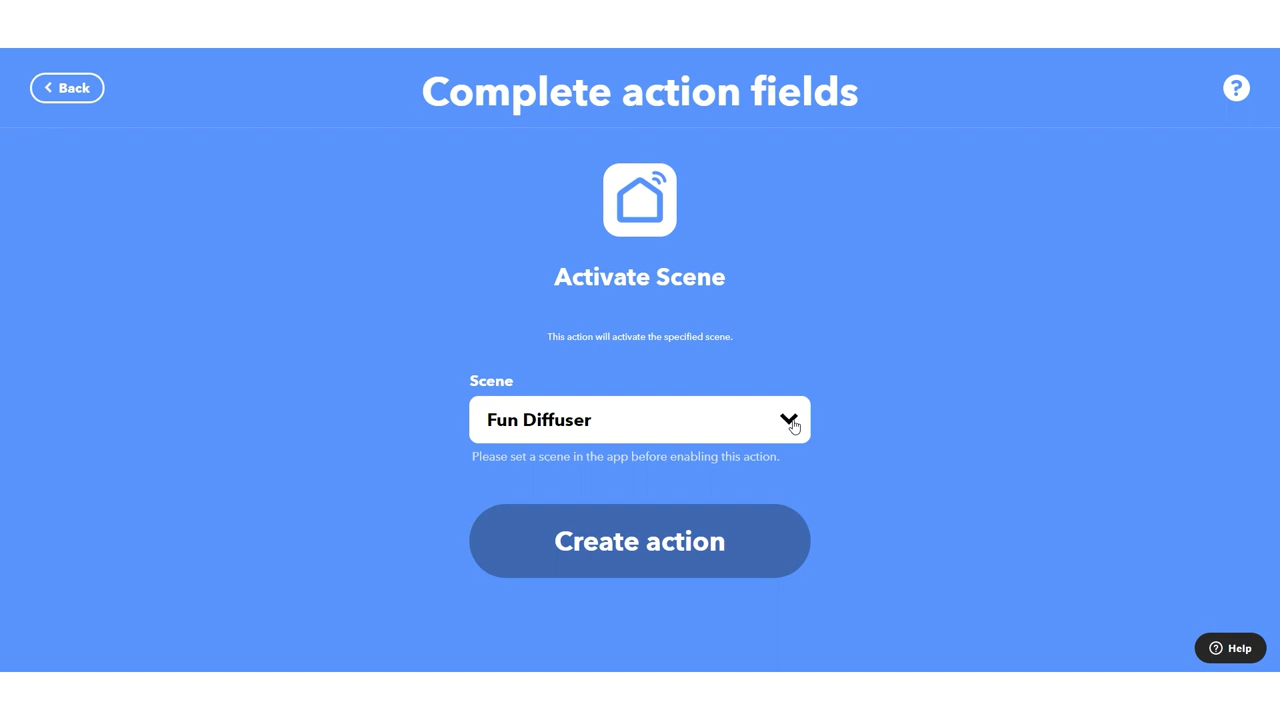 Back
Complete action fields
?
Activate Scene
This action will activate the specified scene.
Scene
Fun Diffuser
Please set a scene in the app before enabling this action.
Create action
? Help